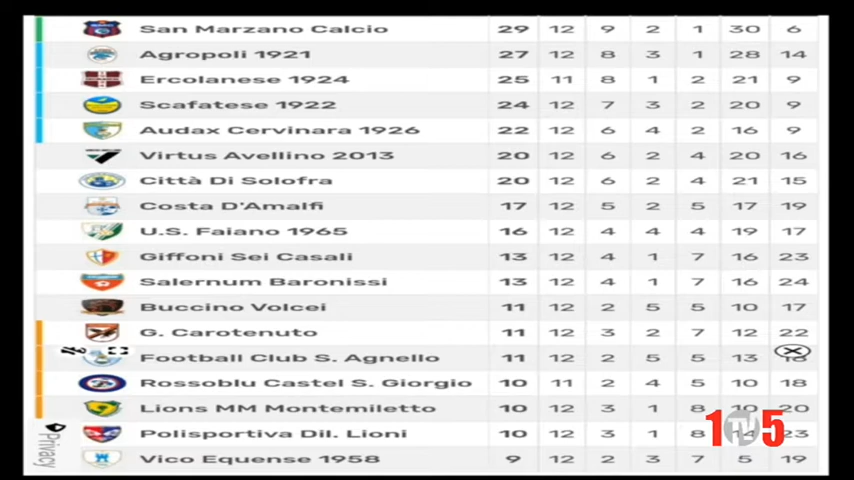 San Marzano Calcio 29 12 9 2 1 30 6
Agropoli 1921 27 12 8 3 1 28 14
Ercolanese 1924 25 11 8 1 2 21 9
Scafatese 1922 24 12 7 3 2 20 9
Audax Cervinara 1926 22 12 6 4 2 16 9
Virtus Avellino 2013 20 12 6 2 4 20 16
Città Di Solofra 20 12 6 2 4 21 15
Costa D'Amalfi 17 12 5 2 5 17 19
U.S. Faiano 1965 16 12 4 4 4 19 17
Giffoni Sei Casali 13 12 4 1 7 16 23
Salernum Baronissi 13 12 4 1 7 16 24
Buccino Volcei 11 12 2 5 5 10 17
G. Carotenuto 11 12 3 2 7 12 22
Football Club S. Agnello 11 12 2 5 5 13
Rossoblu Castel S. Giorgio 10 11 2 4 5 10 18
Lions MM Montemiletto 10 12 3 1 8 10 20
Polisportiva Dil. Lioni 10 12 3 1 8 14 23
Vico Equense 1958 9 12 2 3 7 5 19
Privacy
1TV5